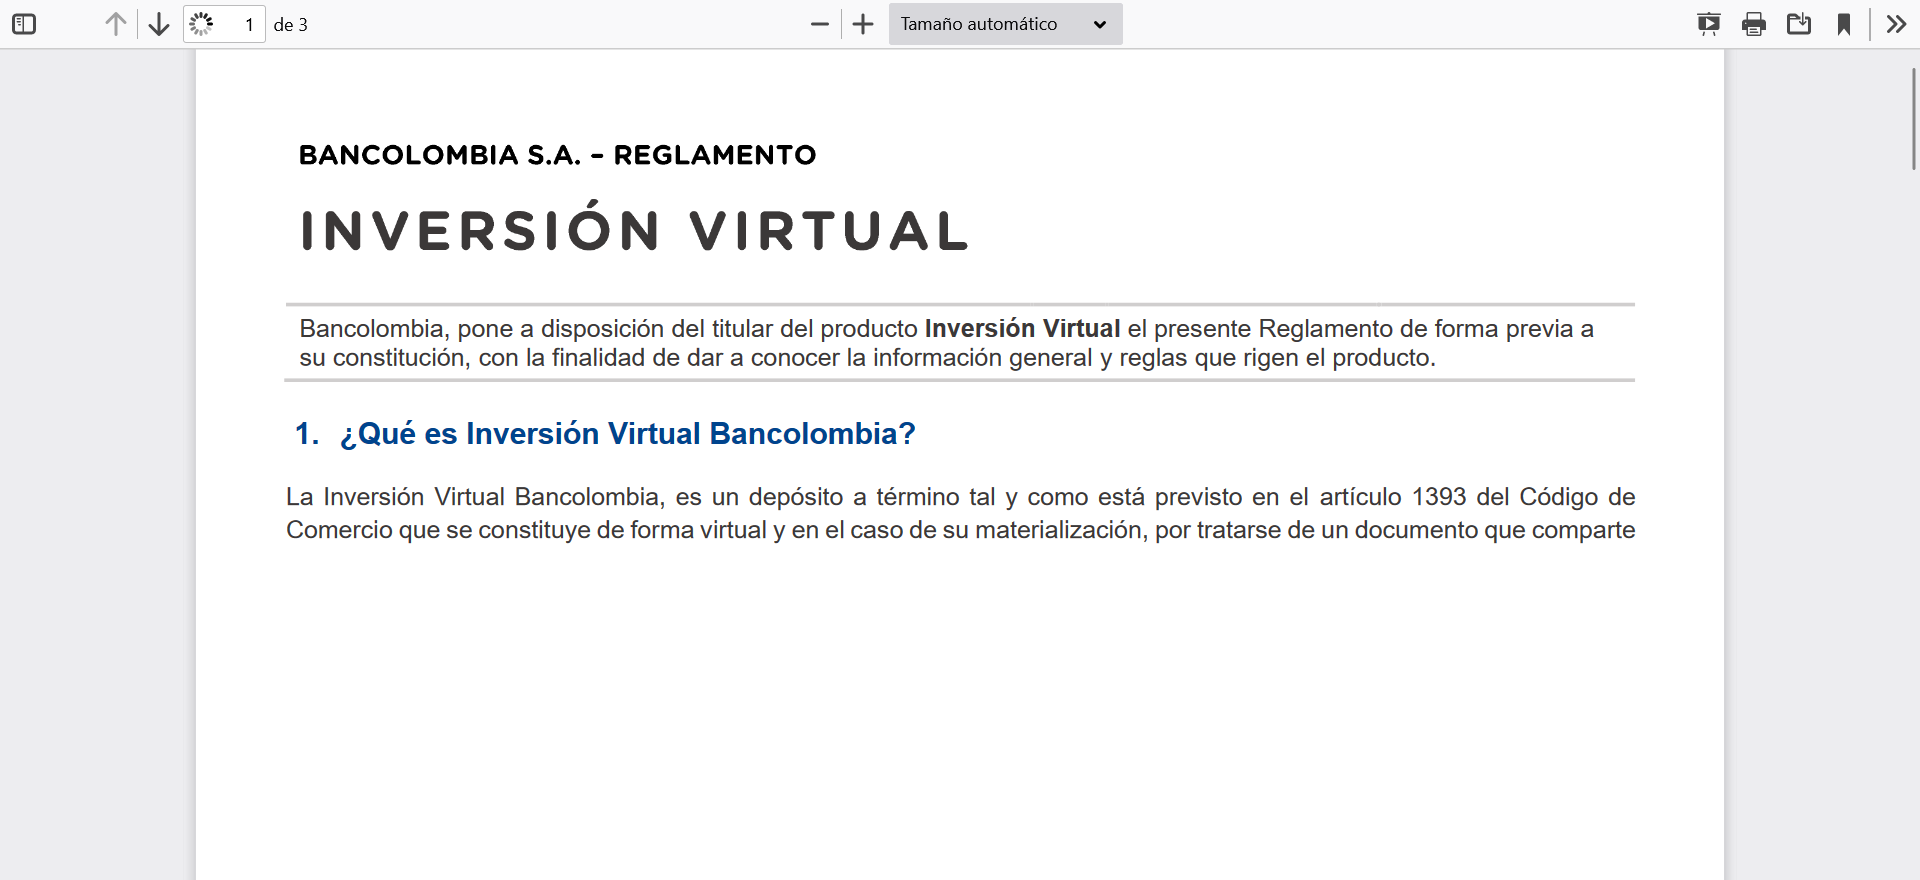 1 de 3 Tamaño automático
BANCOLOMBIA S.A. – REGLAMENTO
INVERSIÓN VIRTUAL
Bancolombia, pone a disposición del titular del producto Inversión Virtual el presente Reglamento de forma previa a
su constitución, con la finalidad de dar a conocer la información general y reglas que rigen el producto.
1. ¿Qué es Inversión Virtual Bancolombia?
La Inversión Virtual Bancolombia, es un depósito a término tal y como está previsto en el artículo 1393 del Código de
Comercio que se constituye de forma virtual y en el caso de su materialización, por tratarse de un documento que comparte